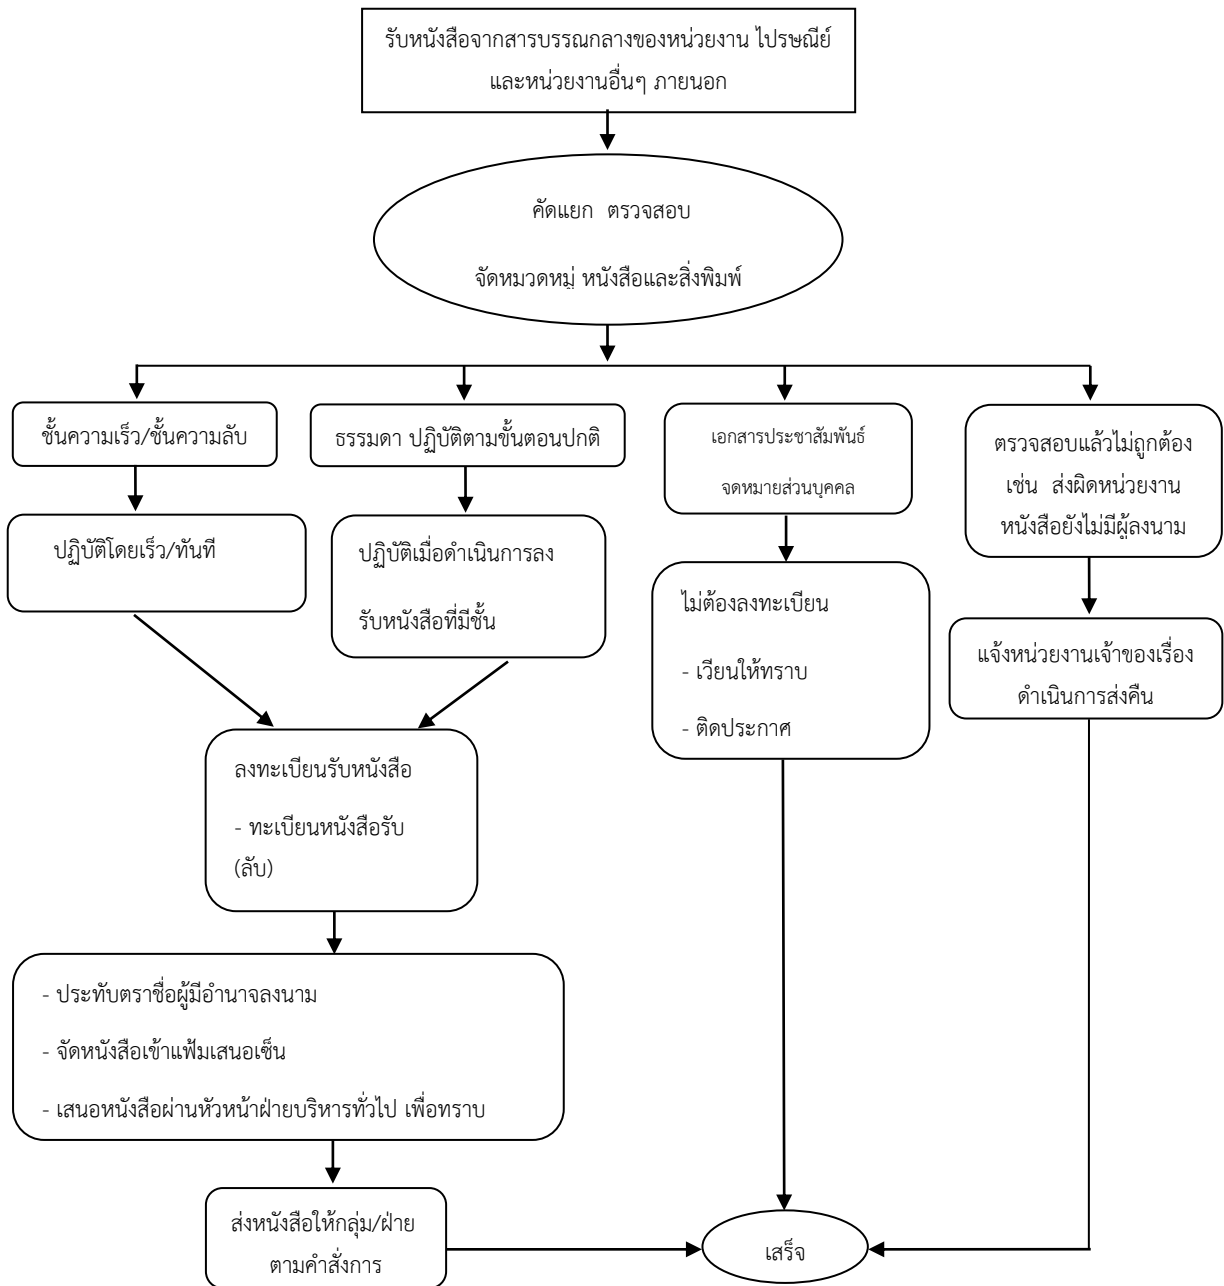 รับหนังสือจากสารบรรณกลางของหน่วยงาน ไปรษณีย์
และหน่วยงานอื่นๆ ภายนอก
คัดแยก ตรวจสอบ
จัดหมวดหมู่ หนังสือและสิ่งพิมพ์
ชั้นความเร็ว/ชั้นความลับ
ธรรมดา ปฏิบัติตามขั้นตอนปกติ
เอกสารประชาสัมพันธ์
จดหมายส่วนบุคคล
ตรวจสอบแล้วไม่ถูกต้อง
เช่น ส่งผิดหน่วยงาน
หนังสือยังไม่มีผู้ลงนาม
ปฏิบัติโดยเร็ว/ทันที
ปฏิบัติเมื่อดำเนินการลง
รับหนังสือที่มีชั้น
ไม่ต้องลงทะเบียน
- เวียนให้ทราบ
- ติดประกาศ
แจ้งหน่วยงานเจ้าของเรื่อง
ดำเนินการส่งคืน
ลงทะเบียนรับหนังสือ
- ทะเบียนหนังสือรับ
(ลับ)
- ประทับตราชื่อผู้มีอำนาจลงนาม
- จัดหนังสือเข้าแฟ้มเสนอเซ็น
- เสนอหนังสือผ่านหัวหน้าฝ่ายบริหารทั่วไป เพื่อทราบ
ส่งหนังสือให้กลุ่ม/ฝ่าย
ตามคำสั่งการ
เสร็จ